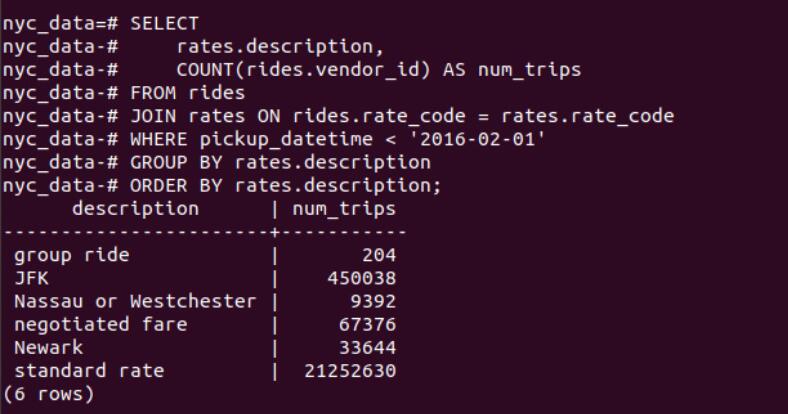 nyc_data=# SELECT
nyc_data-#     rates.description,
nyc_data-#     COUNT(rides.vendor_id) AS num_trips
nyc_data-# FROM rides
nyc_data-# JOIN rates ON rides.rate_code = rates.rate_code
nyc_data-# WHERE pickup_datetime < '2016-02-01'
nyc_data-# GROUP BY rates.description
nyc_data-# ORDER BY rates.description;
      description      | num_trips
-----------------------+-----------
 group ride            |       204
 JFK                   |    450038
 Nassau or Westchester |      9392
 negotiated fare       |     67376
 Newark                |     33644
 standard rate         |  21252630
(6 rows)